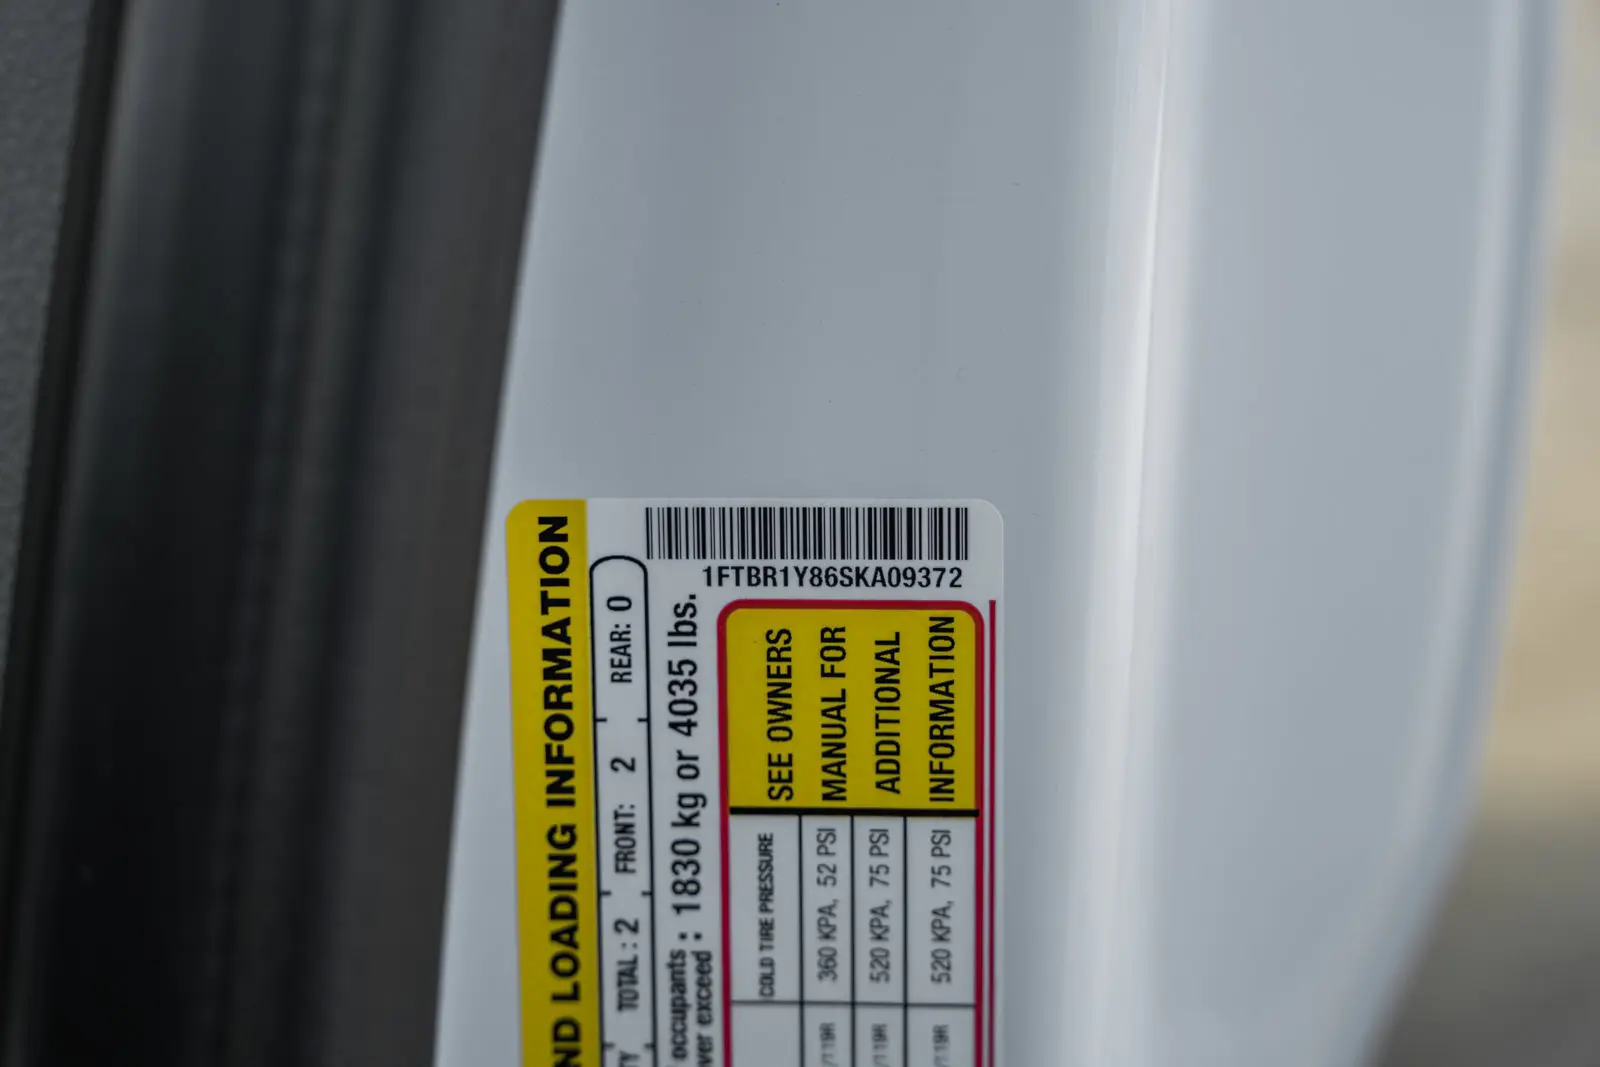 1FTBR1Y86SKA09372
ND LOADING INFORMATION
TOTAL : 2 FRONT: 2 REAR: 0
occupants
exceed : 1830 kg or 4035 lbs.
COLD TIRE PRESSURE
360 KPA, 52 PSI
/119R 520 KPA, 75 PSI
/119R 520 KPA, 75 PSI
SEE OWNERS
MANUAL FOR
ADDITIONAL
INFORMATION